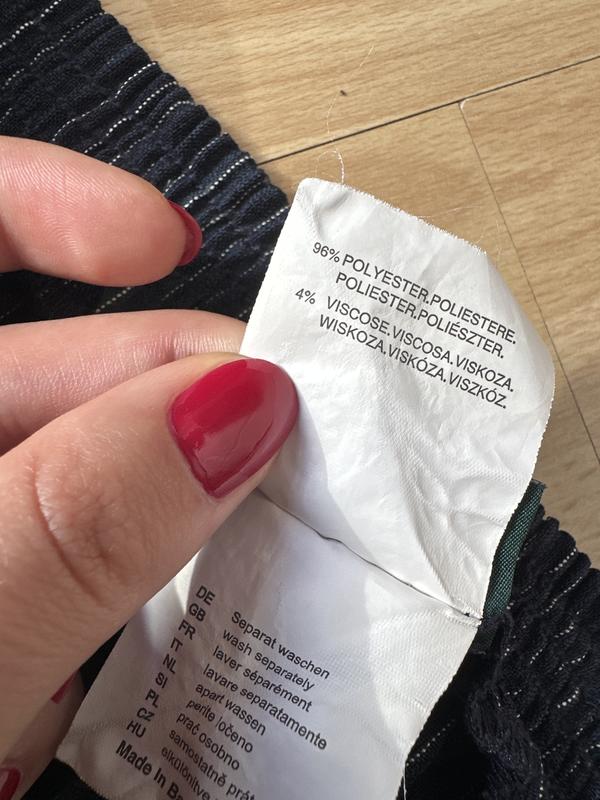 96% POLYESTER.POLIESTERE.
POLIESTER.POLIÉSZTER.
4% VISCOSE.VISCOSA.VISKOZA.
WISKOZA.VISKÓZA.VISZKÓZ.
DE Separat waschen
GB wash separately
FR laver séparément
IT lavare separatamente
NL apart wassen
SI perite ločeno
PL prać osobno
CZ samostatně
HU elkülönítve
Made In